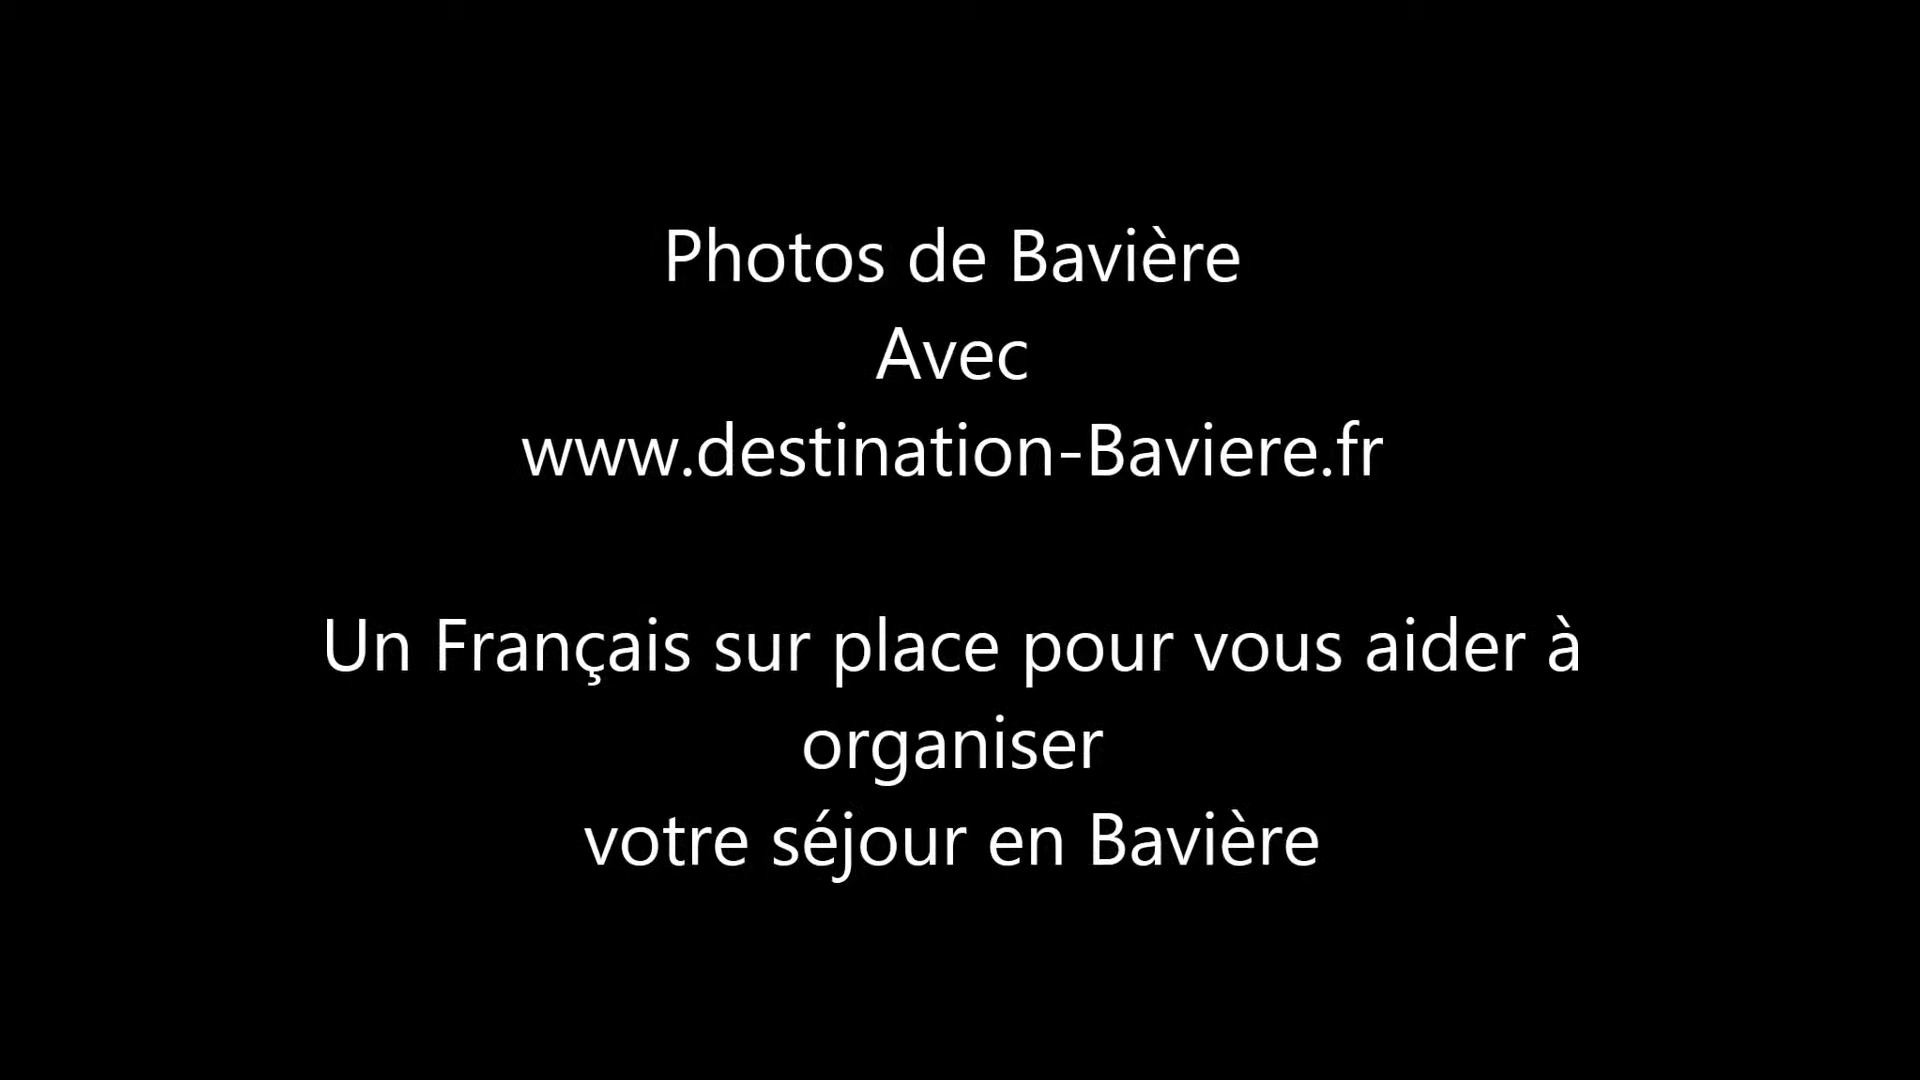 Photos de Bavière
Avec
www.destination-Baviere.fr
Un Français sur place pour vous aider à
organiser
votre séjour en Bavière